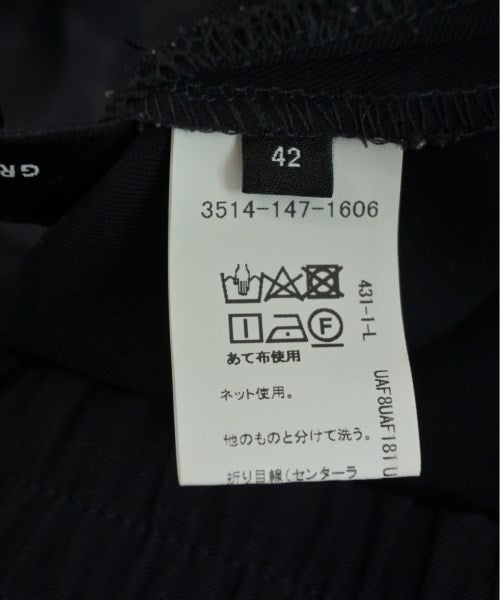 42
3514-147-1606
F
あて布使用
ネット使用。
他のものと分けて洗う。
折り目線(センターラ
431-1-L
UAF8UAF181 U
GR